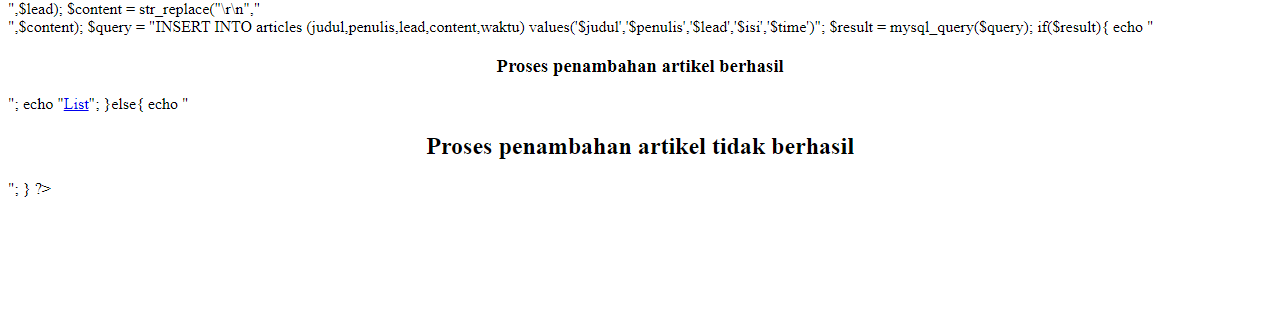 ",$lead); $content = str_replace("\r\n","
",$content); $query = "INSERT INTO articles (judul,penulis,lead,content,waktu) values('$judul','$penulis','$lead','$isi','$time')"; $result = mysql_query($query); if($result){ echo "
Proses penambahan artikel berhasil
"; echo "List"; }else{ echo "
Proses penambahan artikel tidak berhasil
"; } ?>